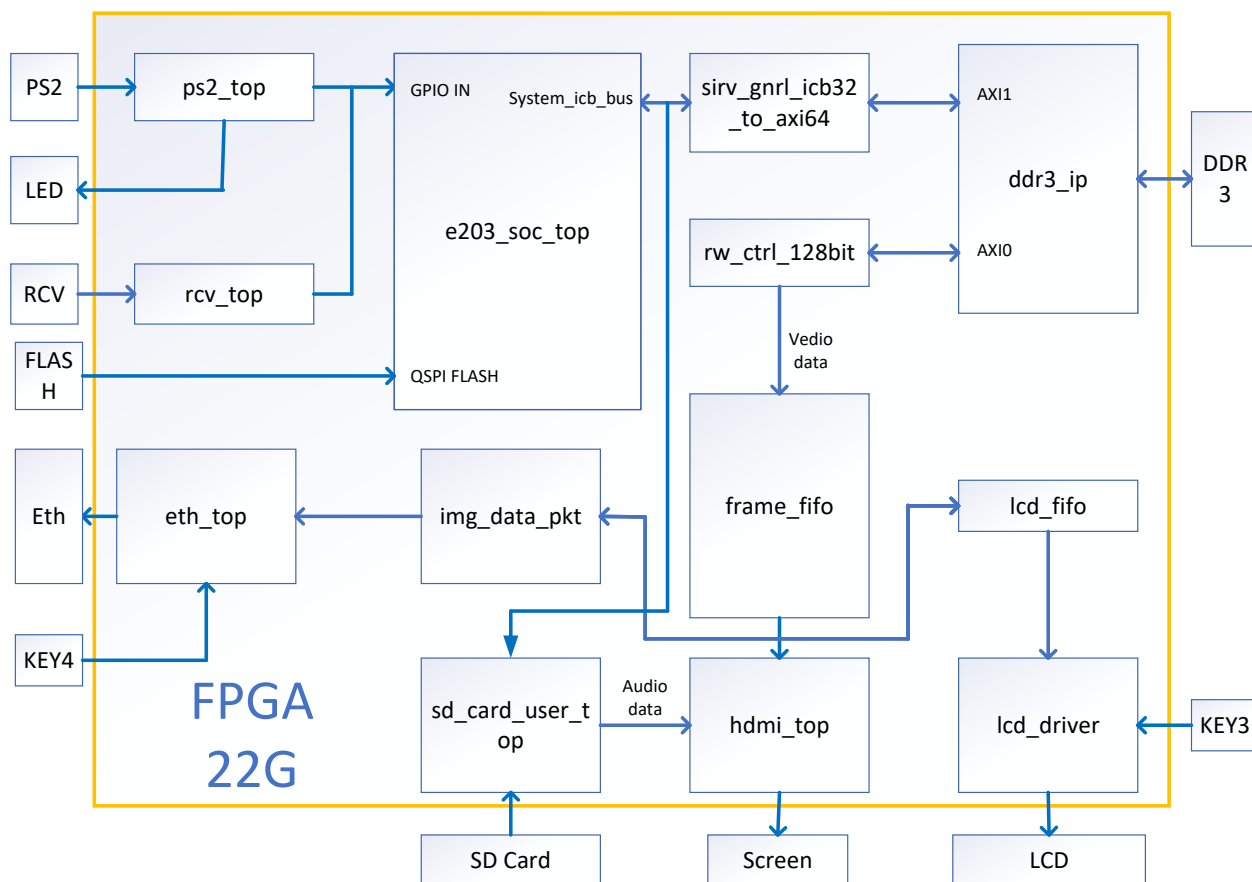 PS2
ps2_top
GPIO IN
System_icb_bus
sirv_gnrl_icb32
_to_axi64
AXI1
DDR
3
LED
e203_soc_top
ddr3_ip
rw_ctrl_128bit
AXI0
RCV
rcv_top
Vedio
data
FLAS
H
QSPI FLASH
Eth
eth_top
img_data_pkt
frame_fifo
lcd_fifo
KEY4
FPGA
22G
sd_card_user_t
op
Audio
data
hdmi_top
lcd_driver
KEY3
SD Card
Screen
LCD